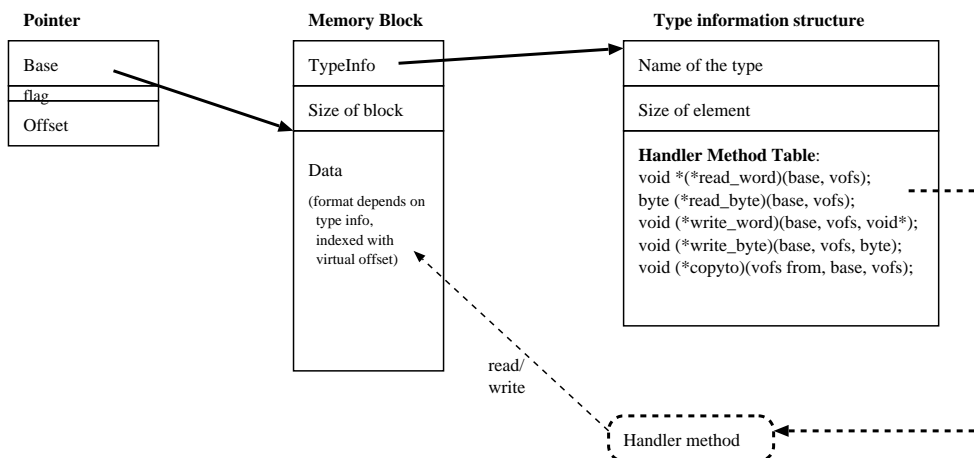 Pointer
Base
flag
Offset
Memory Block
TypeInfo
Size of block
Data
(format depends on
type info,
indexed with
virtual offset)
Type information structure
Name of the type
Size of element
Handler Method Table:
void *(*read_word)(base, vofs);
byte (*read_byte)(base, vofs);
void (*write_word)(base, vofs, void*);
void (*write_byte)(base, vofs, byte);
void (*copyto)(vofs from, base, vofs);
read/
write
Handler method